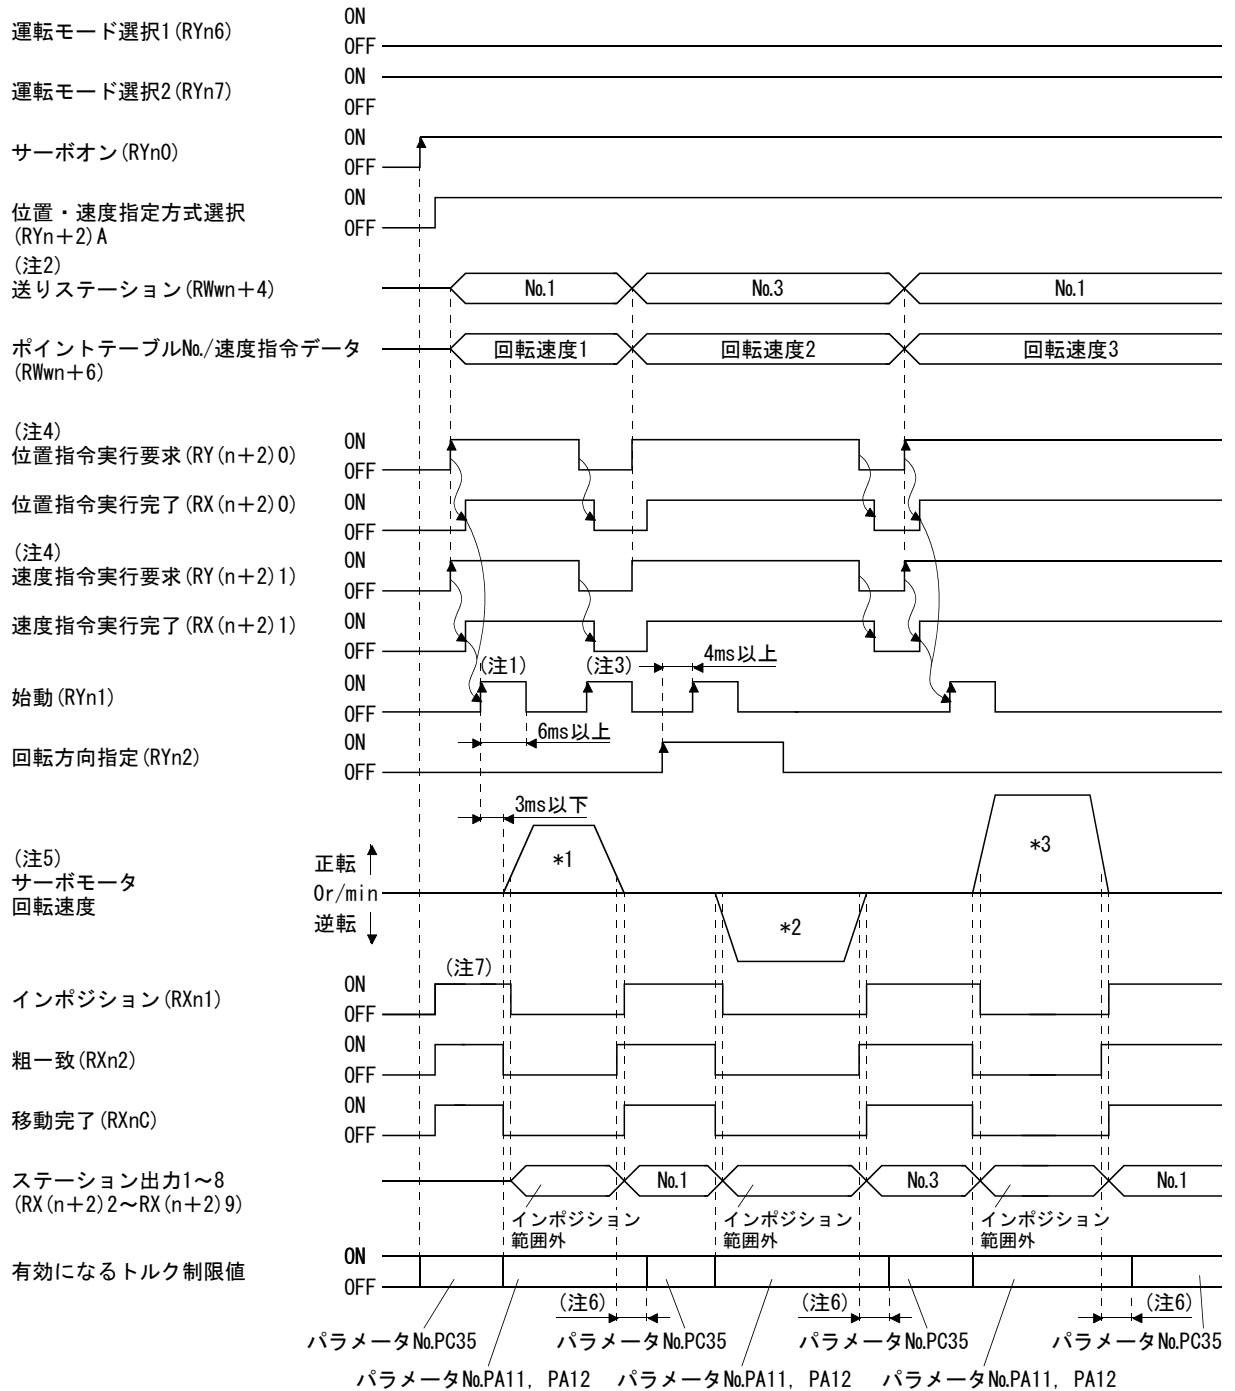 運転モード選択1(RYn6)
ON
OFF
運転モード選択2(RYn7)
ON
OFF
サーボオン(RYn0)
ON
OFF
位置・速度指定方式選択
(RYn+2)A
ON
OFF
(注2)
送りステーション(RWwn+4)
No.1
No.3
No.1
ポイントテーブルNo./速度指令データ
(RWwn+6)
回転速度1
回転速度2
回転速度3
(注4)
位置指令実行要求(RY(n+2)0)
ON
OFF
位置指令実行完了(RX(n+2)0)
ON
OFF
(注4)
速度指令実行要求(RY(n+2)1)
ON
OFF
速度指令実行完了(RX(n+2)1)
ON
OFF
(注1)
(注3)
4ms以上
始動(RYn1)
ON
OFF
6ms以上
回転方向指定(RYn2)
ON
OFF
3ms以下
(注5)
サーボモータ
回転速度
正転
0r/min
逆転
*1
*2
*3
(注7)
インポジション(RXn1)
ON
OFF
粗一致(RXn2)
ON
OFF
移動完了(RXnC)
ON
OFF
ステーション出力1～8
(RX(n+2)2～RX(n+2)9)
No.1
No.3
No.1
インポジション
範囲外
インポジション
範囲外
インポジション
範囲外
有効になるトルク制限値
ON
OFF
(注6)
(注6)
(注6)
パラメータNo.PC35
パラメータNo.PC35
パラメータNo.PC35
パラメータNo.PC35
パラメータNo.PA11, PA12
パラメータNo.PA11, PA12
パラメータNo.PA11, PA12